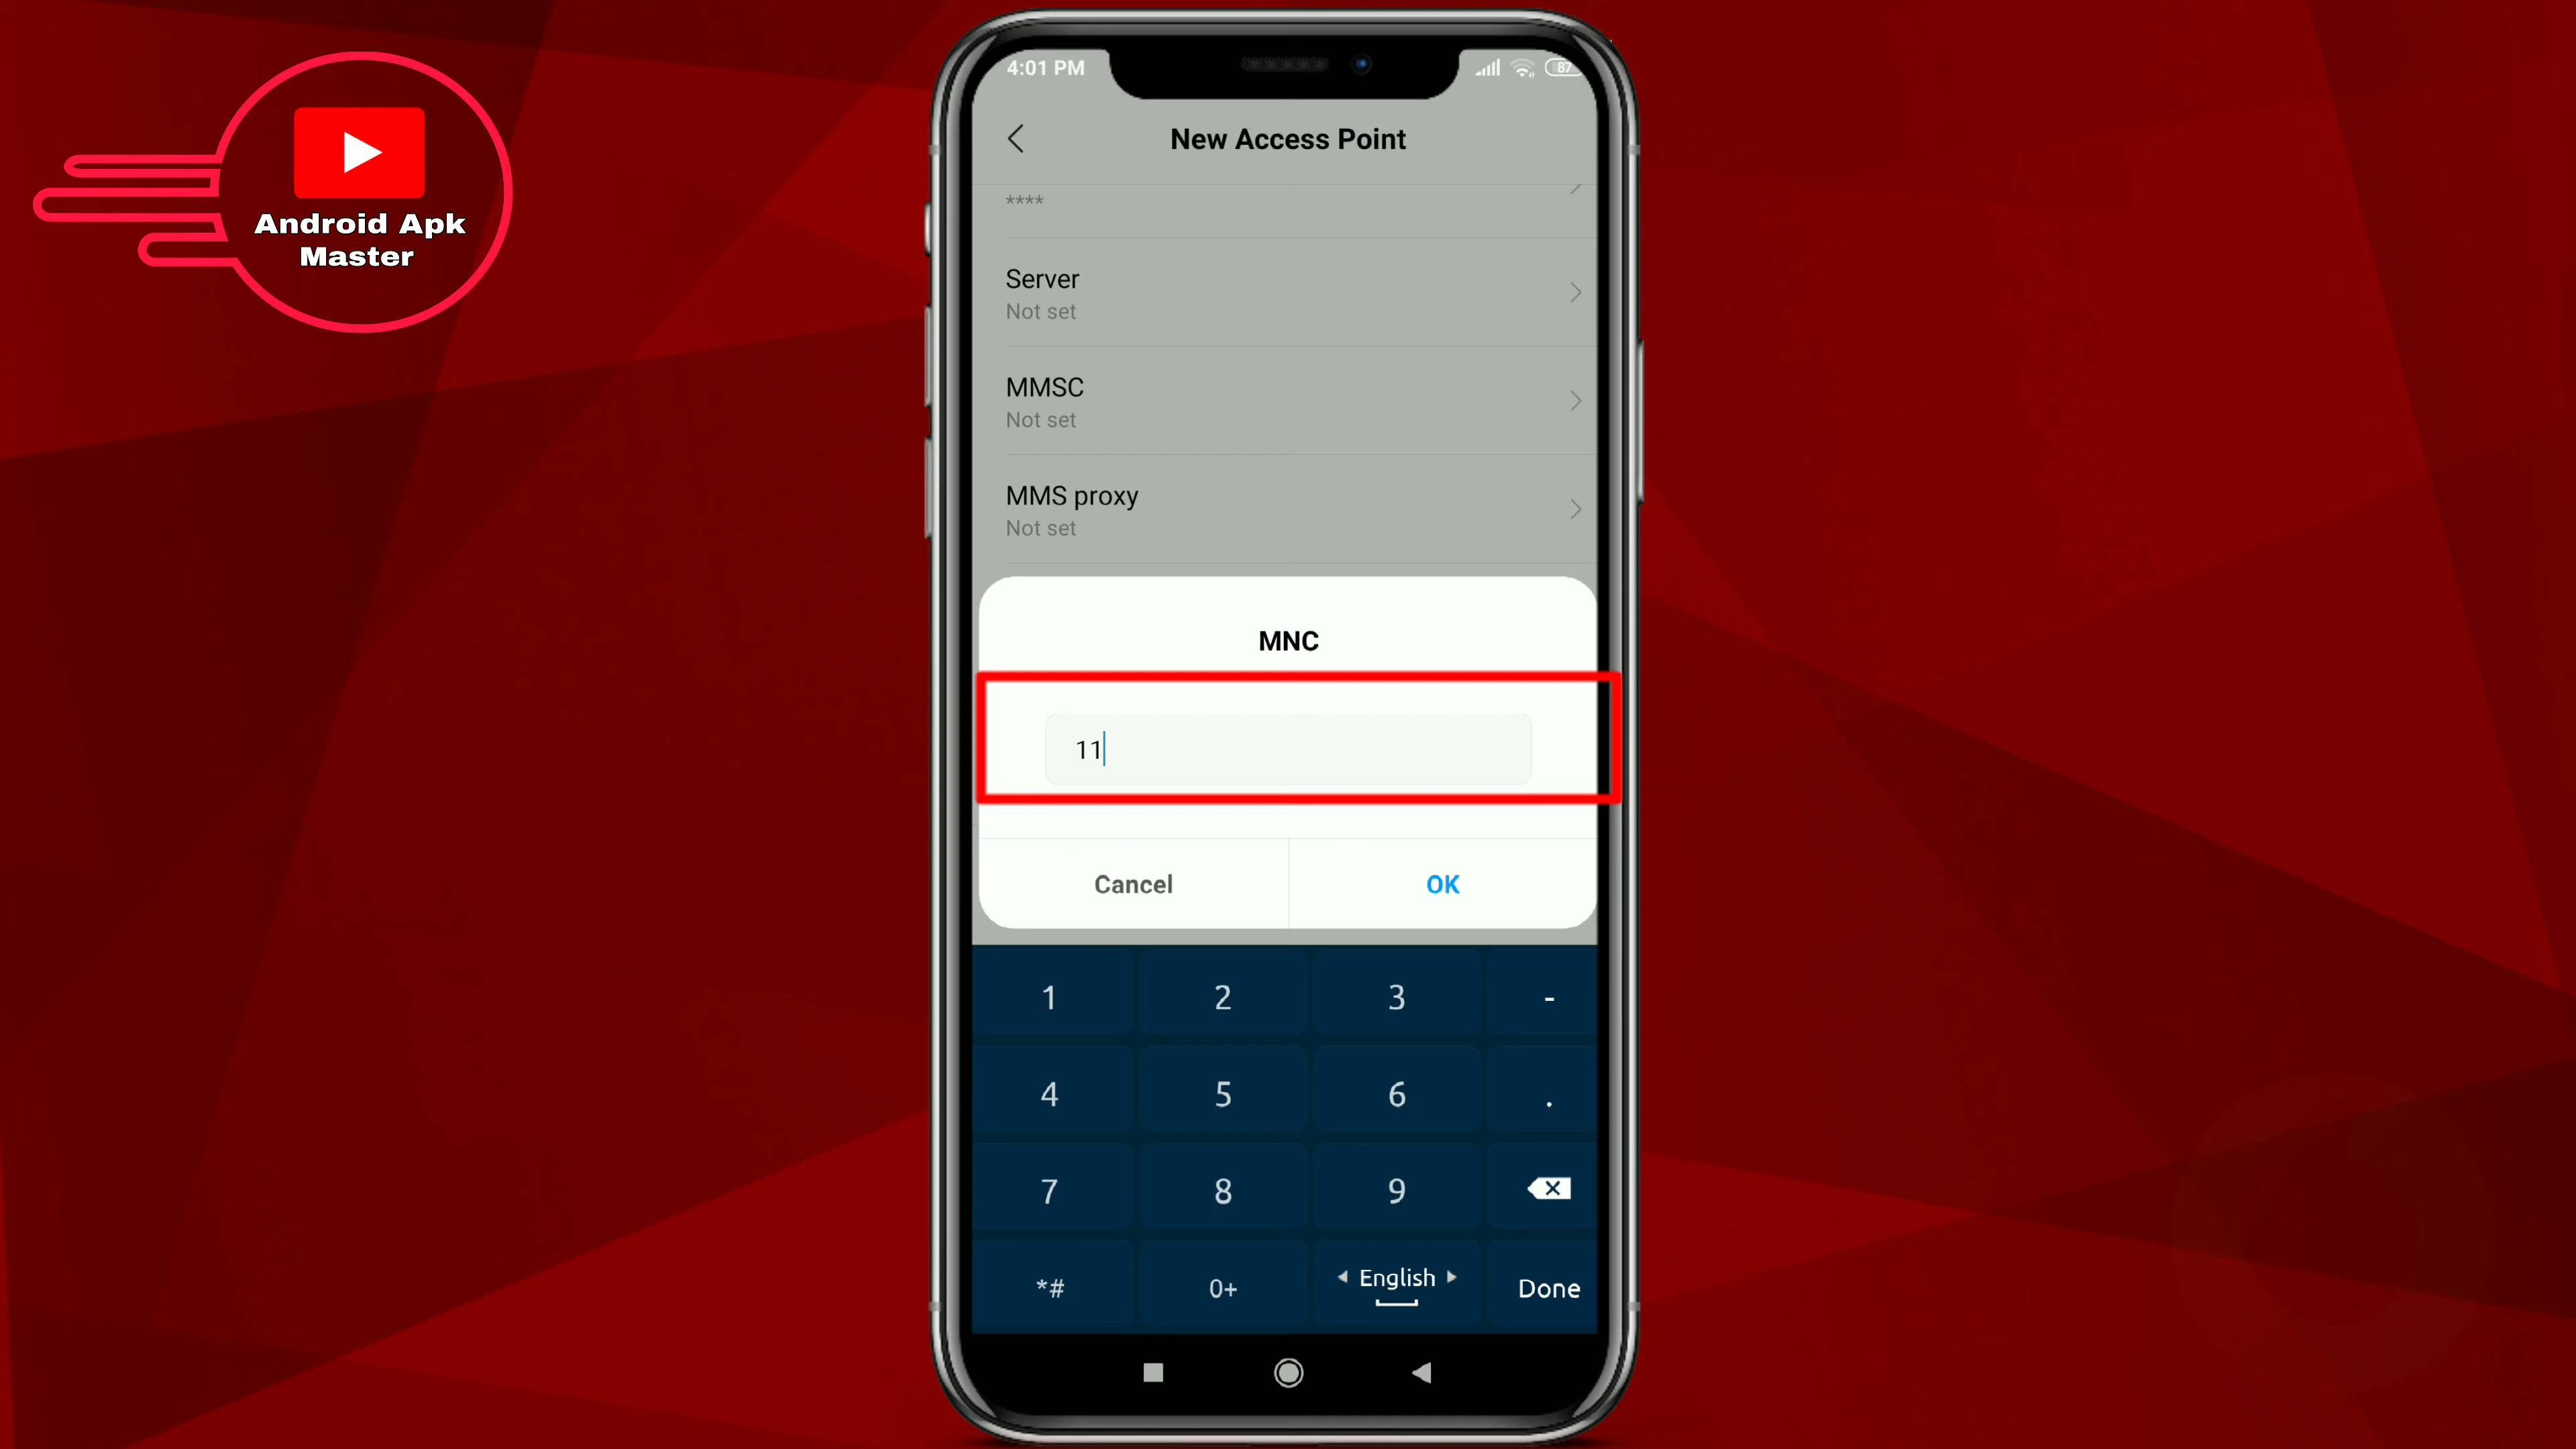 Android Apk
Master
4:01 PM
87
New Access Point
****
Server
Not set
MMSC
Not set
MMS proxy
Not set
MNC
11
Cancel
OK
1 2 3 -
4 5 6 .
7 8 9
*# 0+ English Done